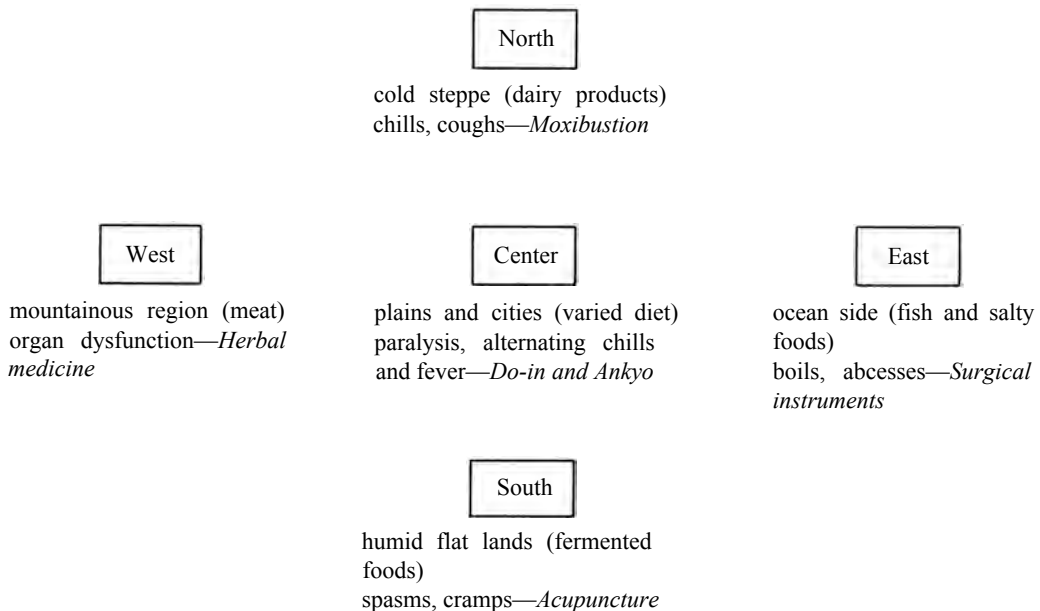 North
cold steppe (dairy products)
chills, coughs—Moxibustion
West
mountainous region (meat)
organ dysfunction—Herbal
medicine
Center
plains and cities (varied diet)
paralysis, alternating chills
and fever—Do-in and Ankyo
East
ocean side (fish and salty
foods)
boils, abcesses—Surgical
instruments
South
humid flat lands (fermented
foods)
spasms, cramps—Acupuncture